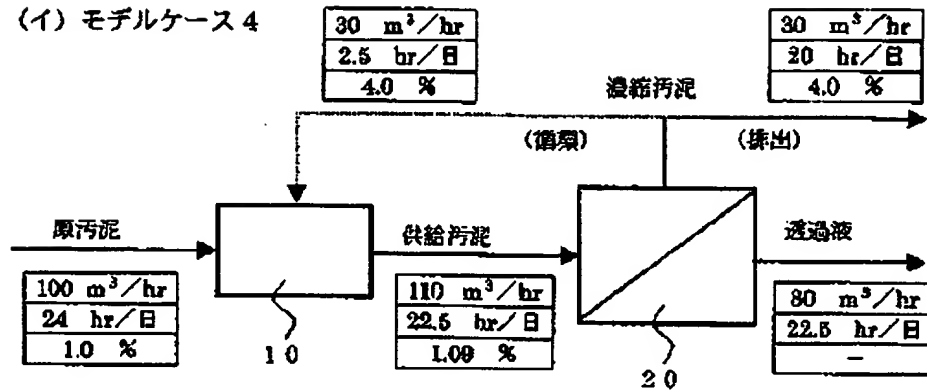 (イ) モデルケース4
30 m³/hr
2.5 hr/日
4.0 %
30 m³/hr
20 hr/日
4.0 %
濃縮汚泥
(循環)
(排出)
原汚泥
供給汚泥
透過液
100 m³/hr
24 hr/日
1.0 %
110 m³/hr
22.5 hr/日
1.09 %
80 m³/hr
22.5 hr/日
－
10
20